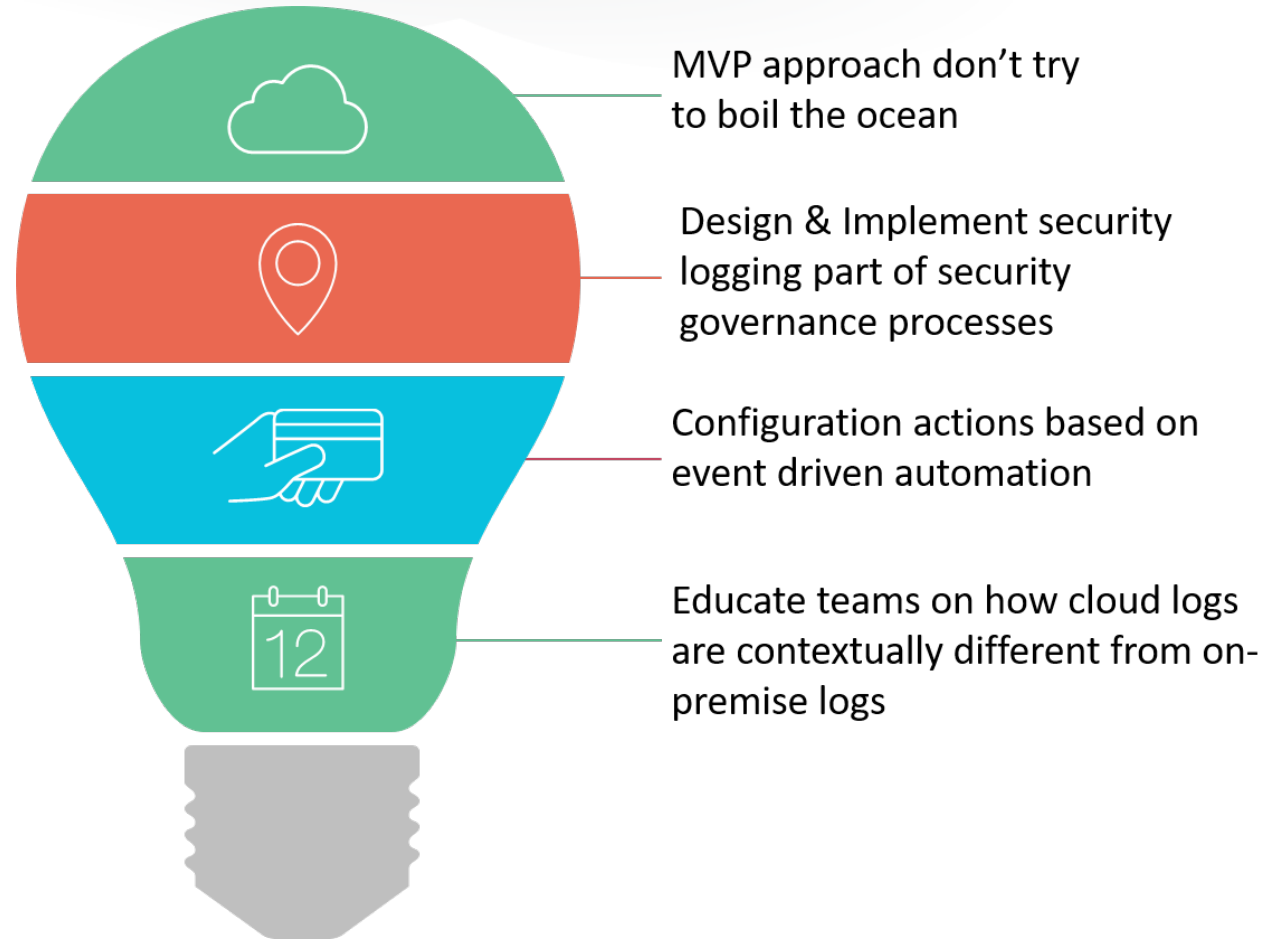 MVP approach don’t try
to boil the ocean
Design & Implement security
logging part of security
governance processes
Configuration actions based on
event driven automation
12
Educate teams on how cloud logs
are contextually different from on-
premise logs